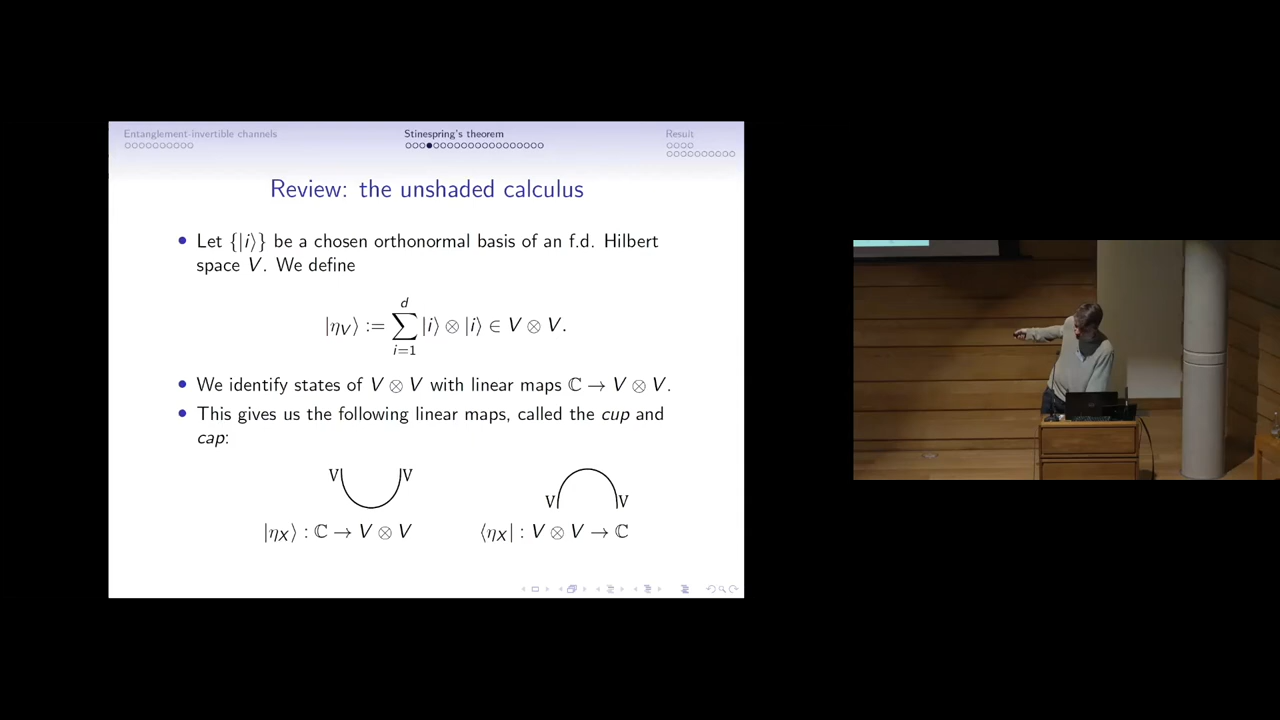 Entanglement-invertible channels Stinespring's theorem Result
Review: the unshaded calculus
• Let {|i⟩} be a chosen orthonormal basis of an f.d. Hilbert
space V. We define
d
|η_V⟩ := ∑ |i⟩ ⊗ |i⟩ ∈ V ⊗ V.
i=1
• We identify states of V ⊗ V with linear maps ℂ → V ⊗ V.
• This gives us the following linear maps, called the cup and
cap:
V V V V
|η_X⟩ : ℂ → V ⊗ V ⟨η_X| : V ⊗ V → ℂ